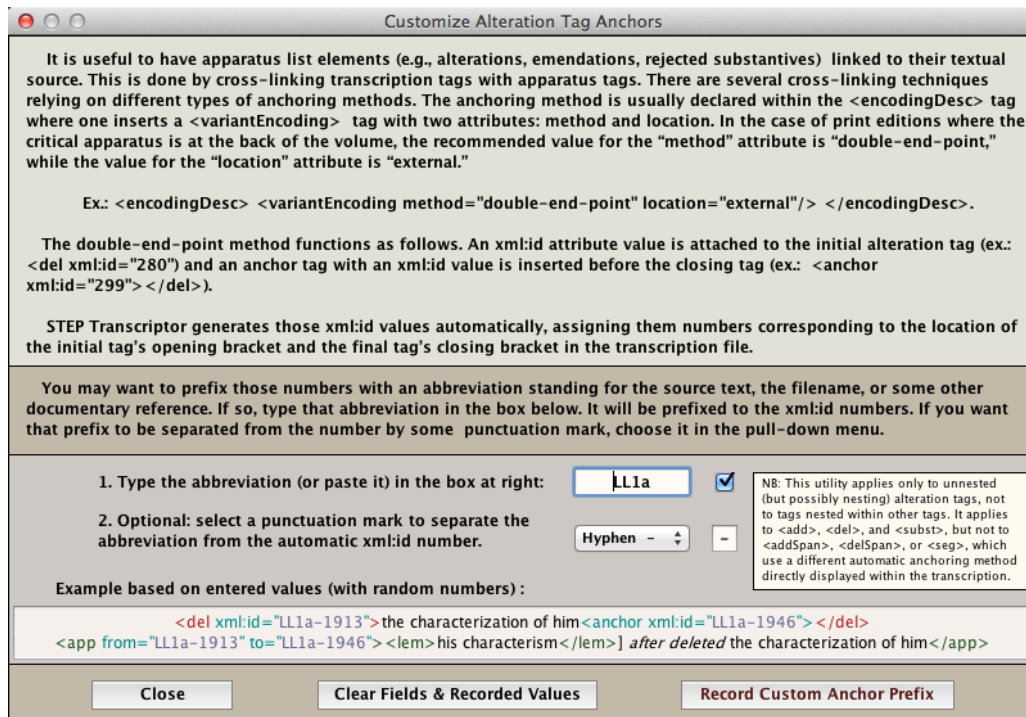 Customize Alteration Tag Anchors
It is useful to have apparatus list elements (e.g., alterations, emendations, rejected substantives)  linked to their textual
source. This is done by cross-linking transcription tags with apparatus tags. There are several cross-linking techniques
relying on different types of anchoring methods. The anchoring method is usually declared within the <encodingDesc> tag
where one inserts a <variantEncoding>  tag with two attributes: method and location. In the case of print editions where the
critical apparatus is at the back of the volume, the recommended value for the “method” attribute is “double-end-point,”
while the value for the “location” attribute is “external.”
Ex.: <encodingDesc> <variantEncoding method="double-end-point" location="external"/> </encodingDesc>.
The double-end-point method functions as follows. An xml:id attribute value is attached to the initial alteration tag (ex.:
<del xml:id="280") and an anchor tag with an xml:id value is inserted before the closing tag (ex.:  <anchor
xml:id="299"></del>).
STEP Transcriptor generates those xml:id values automatically, assigning them numbers corresponding to the location of
the initial tag's opening bracket and the final tag's closing bracket in the transcription file.
You may want to prefix those numbers with an abbreviation standing for the source text, the filename, or some other
documentary reference. If so, type that abbreviation in the box below. It will be prefixed to the xml:id numbers. If you want
that prefix to be separated from the number by some  punctuation mark, choose it in the pull-down menu.
1. Type the abbreviation (or paste it) in the box at right:
LL1a
2. Optional: select a punctuation mark to separate the
abbreviation from the automatic xml:id number.
Hyphen -
-
NB: This utility applies only to unnested
(but possibly nesting) alteration tags, not
to tags nested within other tags. It applies
to <add>, <del>, and <subst>, but not to
<addSpan>, <delSpan>, or <seg>, which
use a different automatic anchoring method
directly displayed within the transcription.
Example based on entered values (with random numbers) :
<del xml:id="LL1a-1913">the characterization of him<anchor xml:id="LL1a-1946"></del>
<app from="LL1a-1913" to="LL1a-1946"><lem>his characterism</lem>] after deleted the characterization of him</app>
Close
Clear Fields & Recorded Values
Record Custom Anchor Prefix